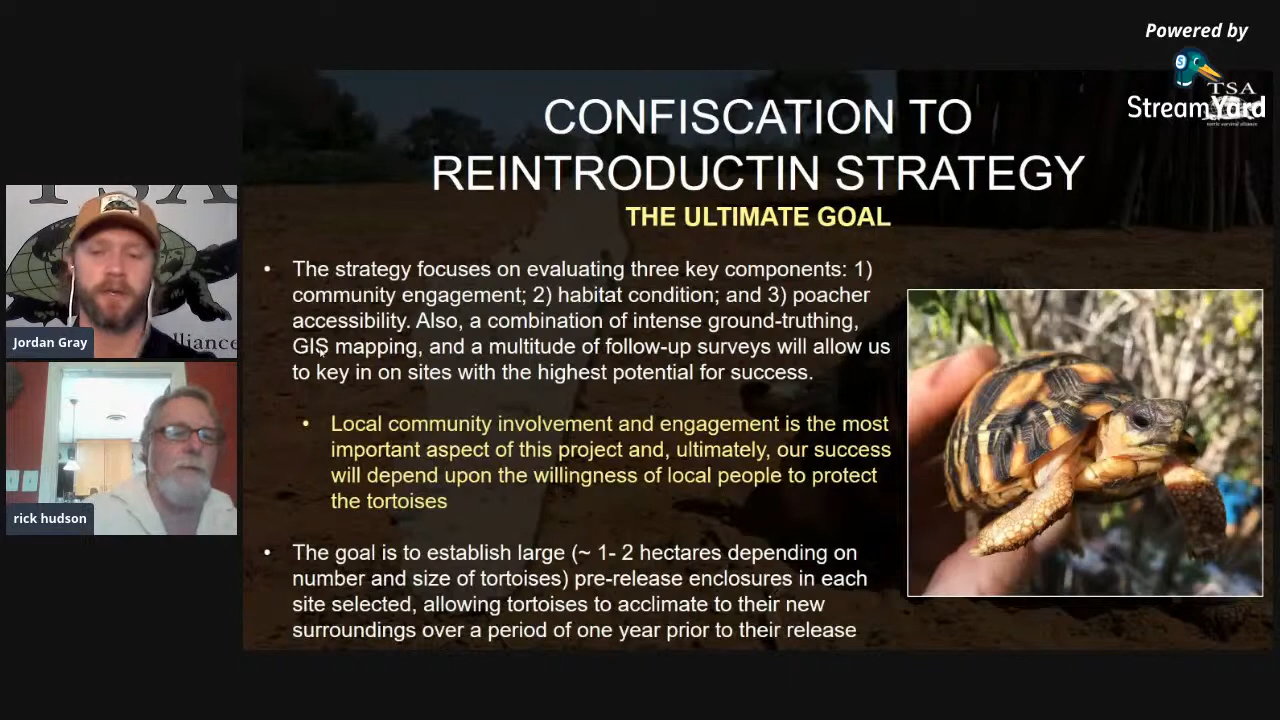 Powered by
StreamYard
TSA
CONFISCATION TO
REINTRODUCTIN STRATEGY
THE ULTIMATE GOAL
• The strategy focuses on evaluating three key components: 1)
community engagement; 2) habitat condition; and 3) poacher
accessibility. Also, a combination of intense ground-truthing,
GIS mapping, and a multitude of follow-up surveys will allow us
to key in on sites with the highest potential for success.
• Local community involvement and engagement is the most
important aspect of this project and, ultimately, our success
will depend upon the willingness of local people to protect
the tortoises
• The goal is to establish large (~ 1- 2 hectares depending on
number and size of tortoises) pre-release enclosures in each
site selected, allowing tortoises to acclimate to their new
surroundings over a period of one year prior to their release
TSA
lliance
Jordan Gray
rick hudson